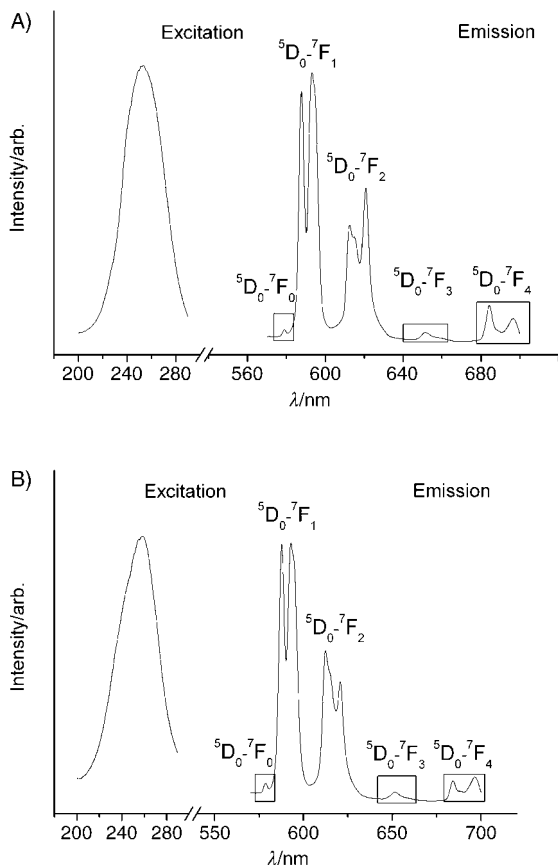 A)
Excitation
Emission
⁵D₀-⁷F₁
⁵D₀-⁷F₂
⁵D₀-⁷F₀
⁵D₀-⁷F₃
⁵D₀-⁷F₄
Intensity/arb.
200 240 280 560 600 640 680
λ/nm
B)
Excitation
Emission
⁵D₀-⁷F₁
⁵D₀-⁷F₂
⁵D₀-⁷F₀
⁵D₀-⁷F₃
⁵D₀-⁷F₄
Intensity/arb.
200 240 280 550 600 650 700
λ/nm